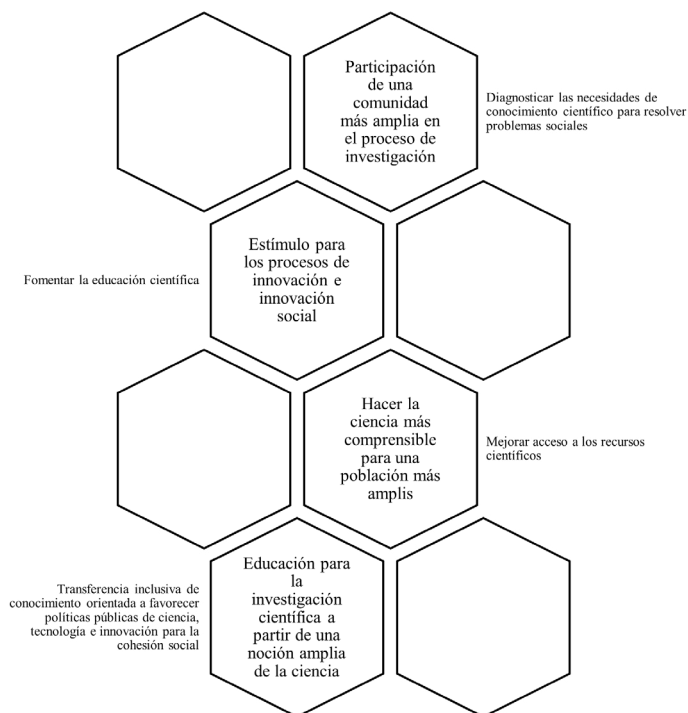 Participación
de una
comunidad
más amplia en
el proceso de
investigación
Diagnosticar las necesidades de
conocimiento científico para resolver
problemas sociales
Fomentar la educación científica
Estímulo para
los procesos de
innovación e
innovación
social
Hacer la
ciencia más
comprensible
para una
población más
amplis
Mejorar acceso a los recursos
científicos
Transferencia inclusiva de
conocimiento orientada a favorecer
políticas públicas de ciencia,
tecnología e innovación para la
cohesión social
Educación para
la
investigación
científica a
partir de una
noción amplia
de la ciencia